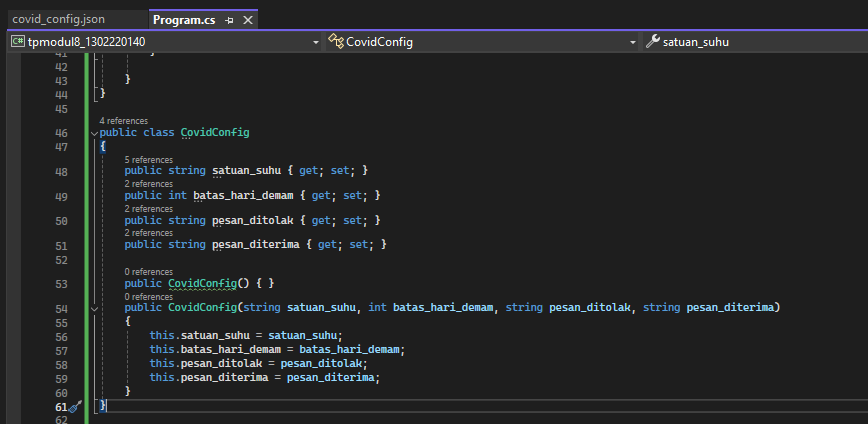 covid_config.json
Program.cs
C# tpmodul8_1302220140
CovidConfig
satuan_suhu
42
43 }
44 }
45
4 references
46 public class CovidConfig
47 {
5 references
48 public string satuan_suhu { get; set; }
2 references
49 public int batas_hari_demam { get; set; }
2 references
50 public string pesan_ditolak { get; set; }
2 references
51 public string pesan_diterima { get; set; }
52
0 references
53 public CovidConfig() { }
0 references
54 public CovidConfig(string satuan_suhu, int batas_hari_demam, string pesan_ditolak, string pesan_diterima)
55 {
56 this.satuan_suhu = satuan_suhu;
57 this.batas_hari_demam = batas_hari_demam;
58 this.pesan_ditolak = pesan_ditolak;
59 this.pesan_diterima = pesan_diterima;
60 }
61 }
62